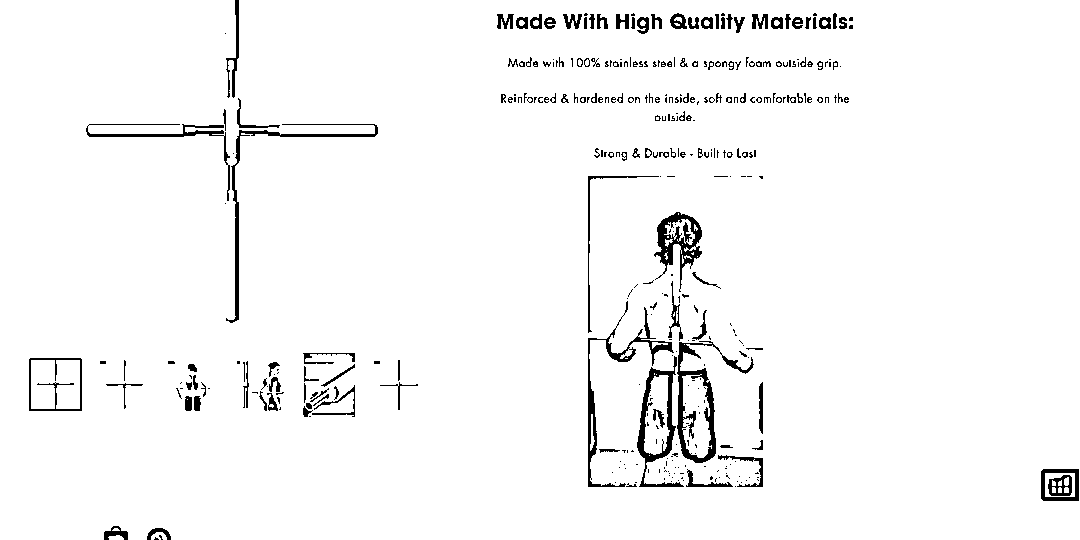 Made With High Quality Materials:
Made with 100% stainless steel & a spongy foam outside grip.
Reinforced & hardened on the inside, soft and comfortable on the
outside.
Strong & Durable - Built to Last